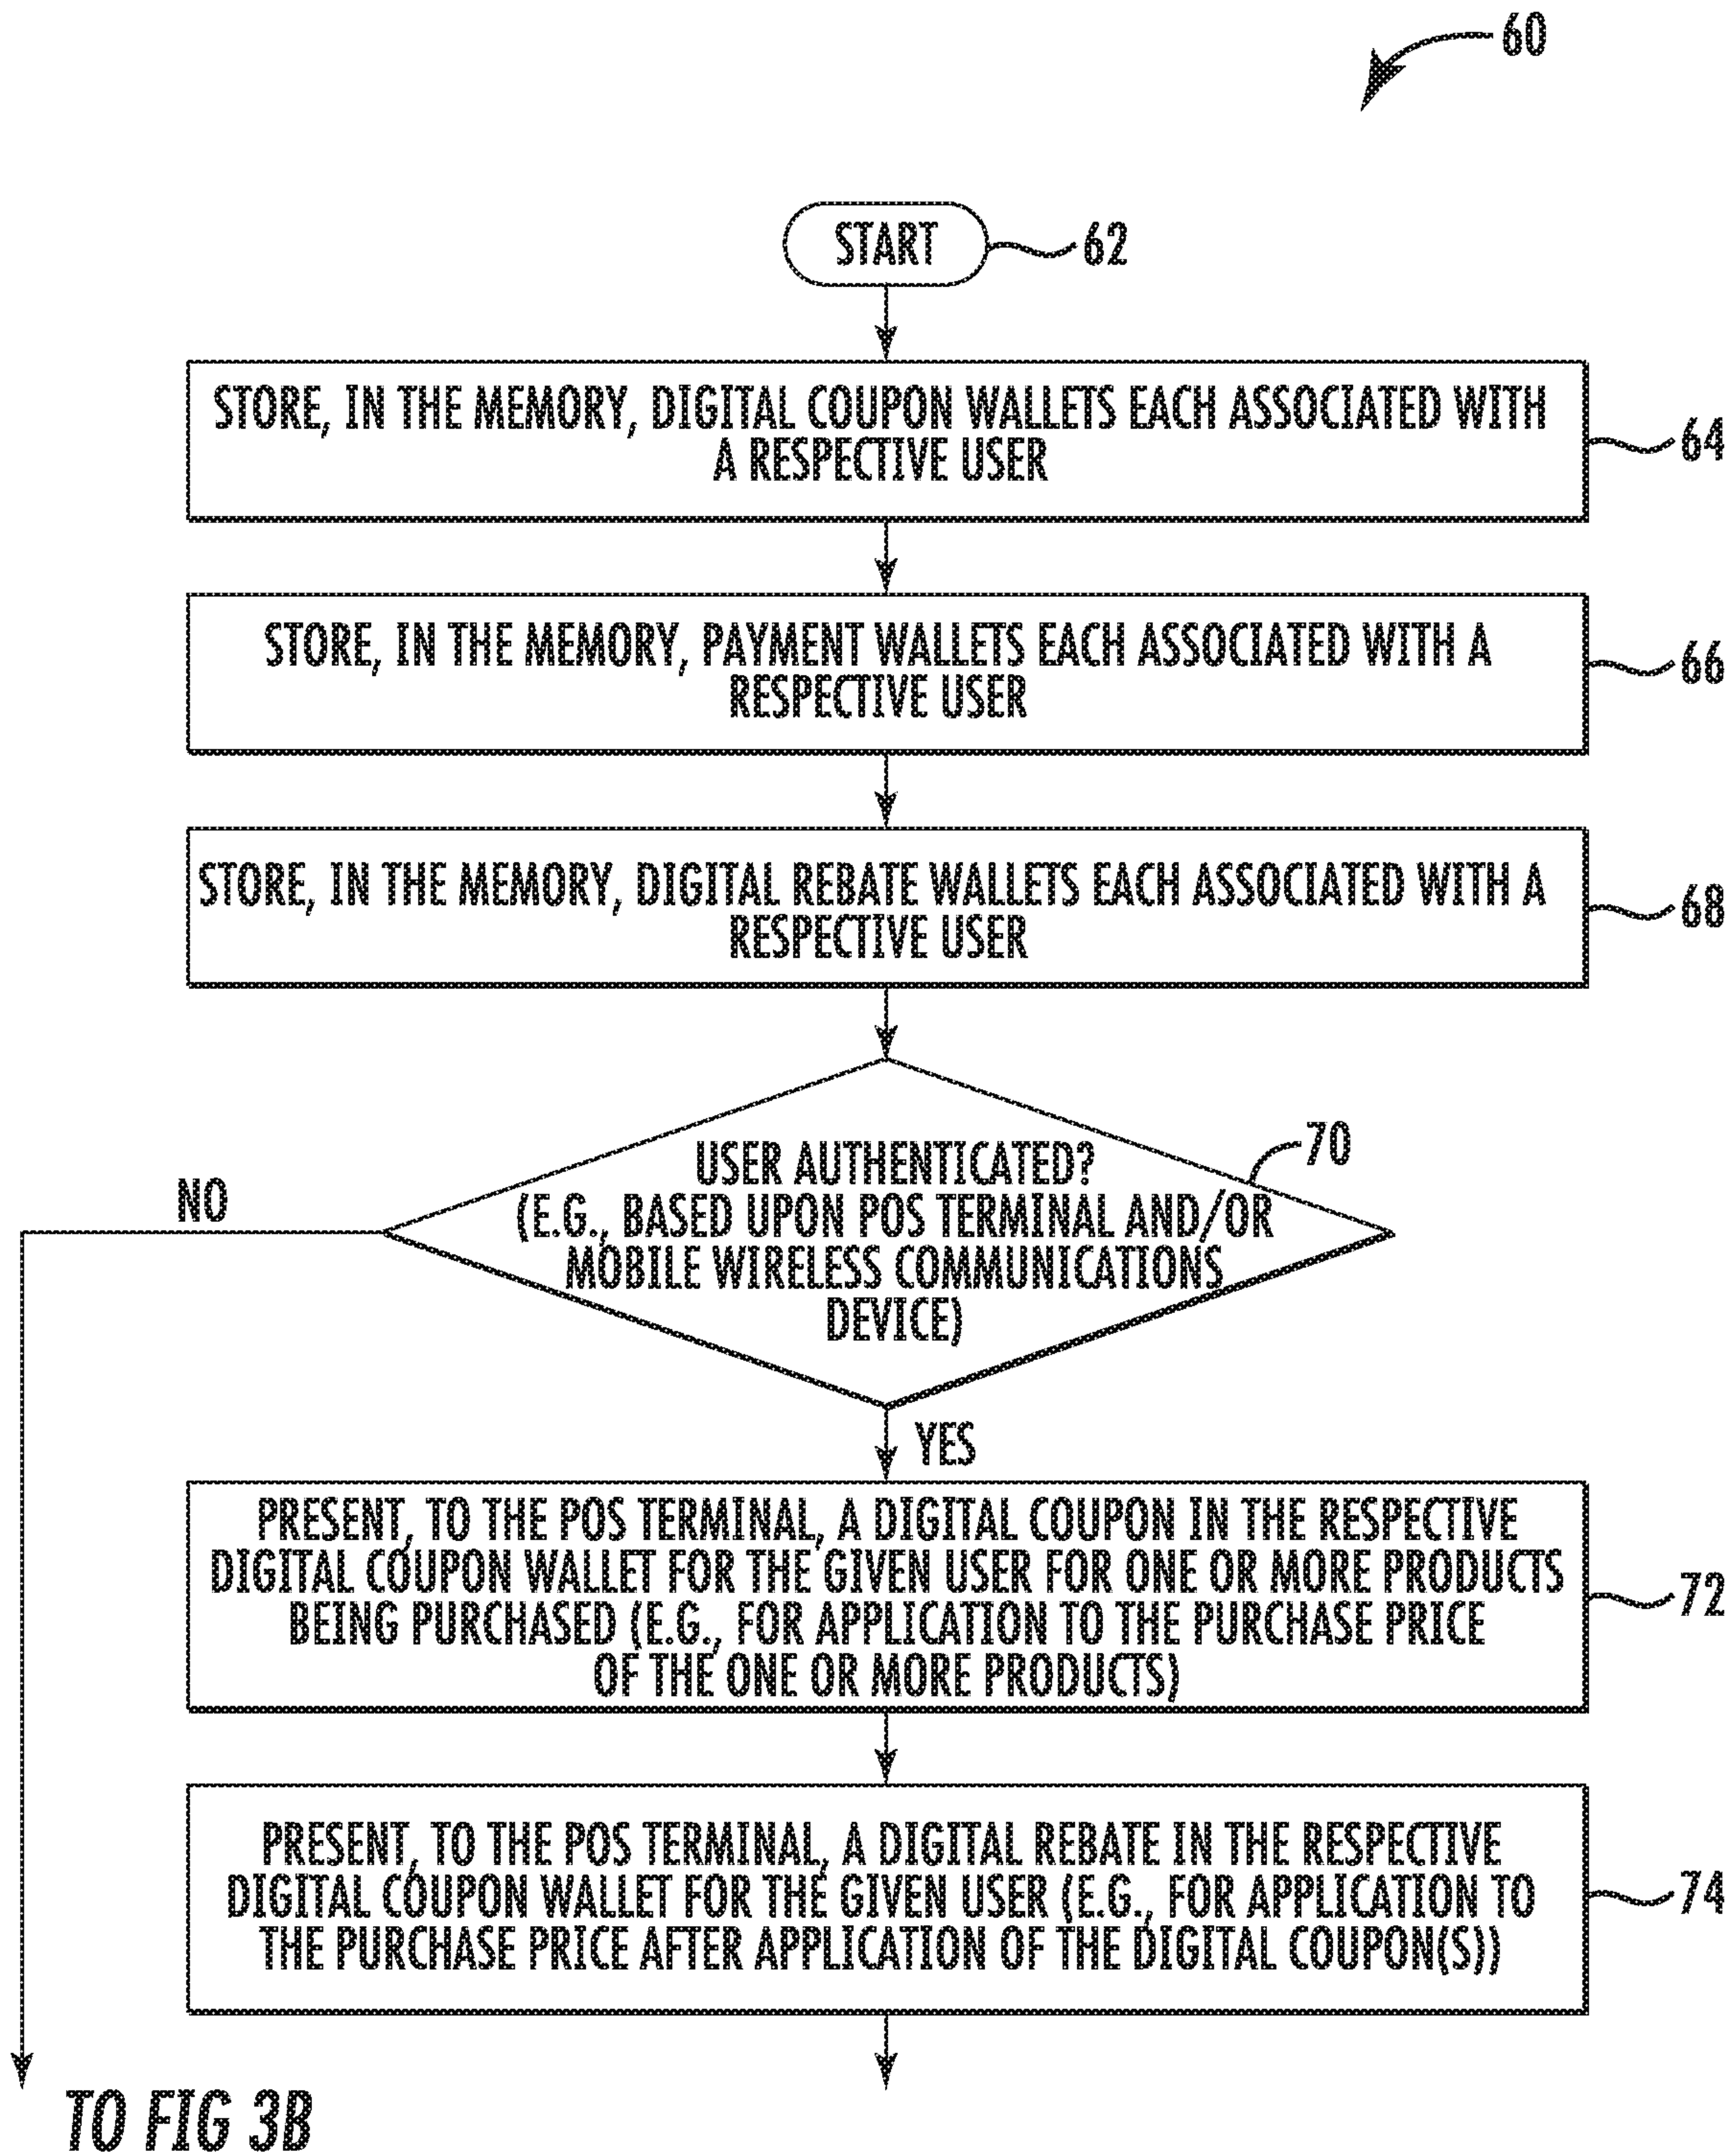 60
START
62
STORE, IN THE MEMORY, DIGITAL COUPON WALLETS EACH ASSOCIATED WITH
A RESPECTIVE USER
64
STORE, IN THE MEMORY, PAYMENT WALLETS EACH ASSOCIATED WITH A
RESPECTIVE USER
66
STORE, IN THE MEMORY, DIGITAL REBATE WALLETS EACH ASSOCIATED WITH A
RESPECTIVE USER
68
USER AUTHENTICATED?
(E.G., BASED UPON POS TERMINAL AND/OR
MOBILE WIRELESS COMMUNICATIONS
DEVICE)
70
NO
YES
PRESENT, TO THE POS TERMINAL, A DIGITAL COUPON IN THE RESPECTIVE
DIGITAL COUPON WALLET FOR THE GIVEN USER FOR ONE OR MORE PRODUCTS
BEING PURCHASED (E.G., FOR APPLICATION TO THE PURCHASE PRICE
OF THE ONE OR MORE PRODUCTS)
72
PRESENT, TO THE POS TERMINAL, A DIGITAL REBATE IN THE RESPECTIVE
DIGITAL COUPON WALLET FOR THE GIVEN USER (E.G., FOR APPLICATION TO
THE PURCHASE PRICE AFTER APPLICATION OF THE DIGITAL COUPON(S))
74
TO FIG 3B